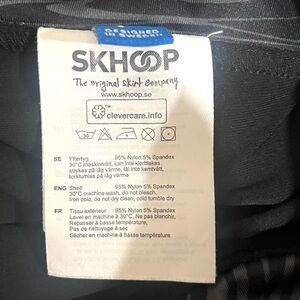 DESIGNED
IN SWEDEN
SKHOOP
The original skirt company
www.skhoop.se
™
clevercare.info
30
SE Yttertyg 95% Nylon 5% Spandex
30°C maskintvätt, kan inte klorblekas
strykas på låg värme, tål inte kemtvätt,
torktumlas på låg värme
ENG Shell 95% Nylon 5% Spandex
30°C machine wash, do not bleach,
iron cold, do not dry clean, cold tumble dry
FR Tissu extérieur 95% Nylon 5% Spandex
Laver à en 30°C, Ne pas blanchir,
Repasser à basse température
Pas de nettoyage à sec
Sécher en machine à basse température